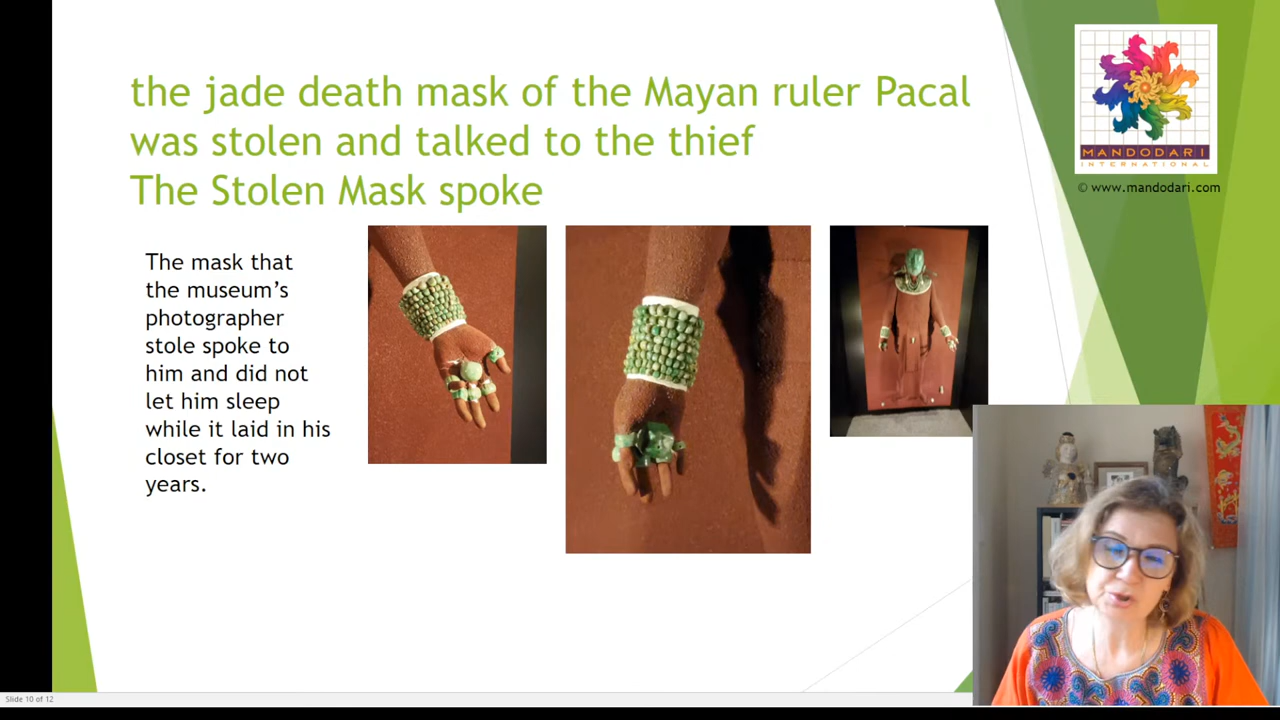 the jade death mask of the Mayan ruler Pacal
was stolen and talked to the thief
The Stolen Mask spoke
MANDODARI
INTERNATIONAL
© www.mandodari.com
The mask that
the museum's
photographer
stole spoke to
him and did not
let him sleep
while it laid in his
closet for two
years.
Slide 10 of 12